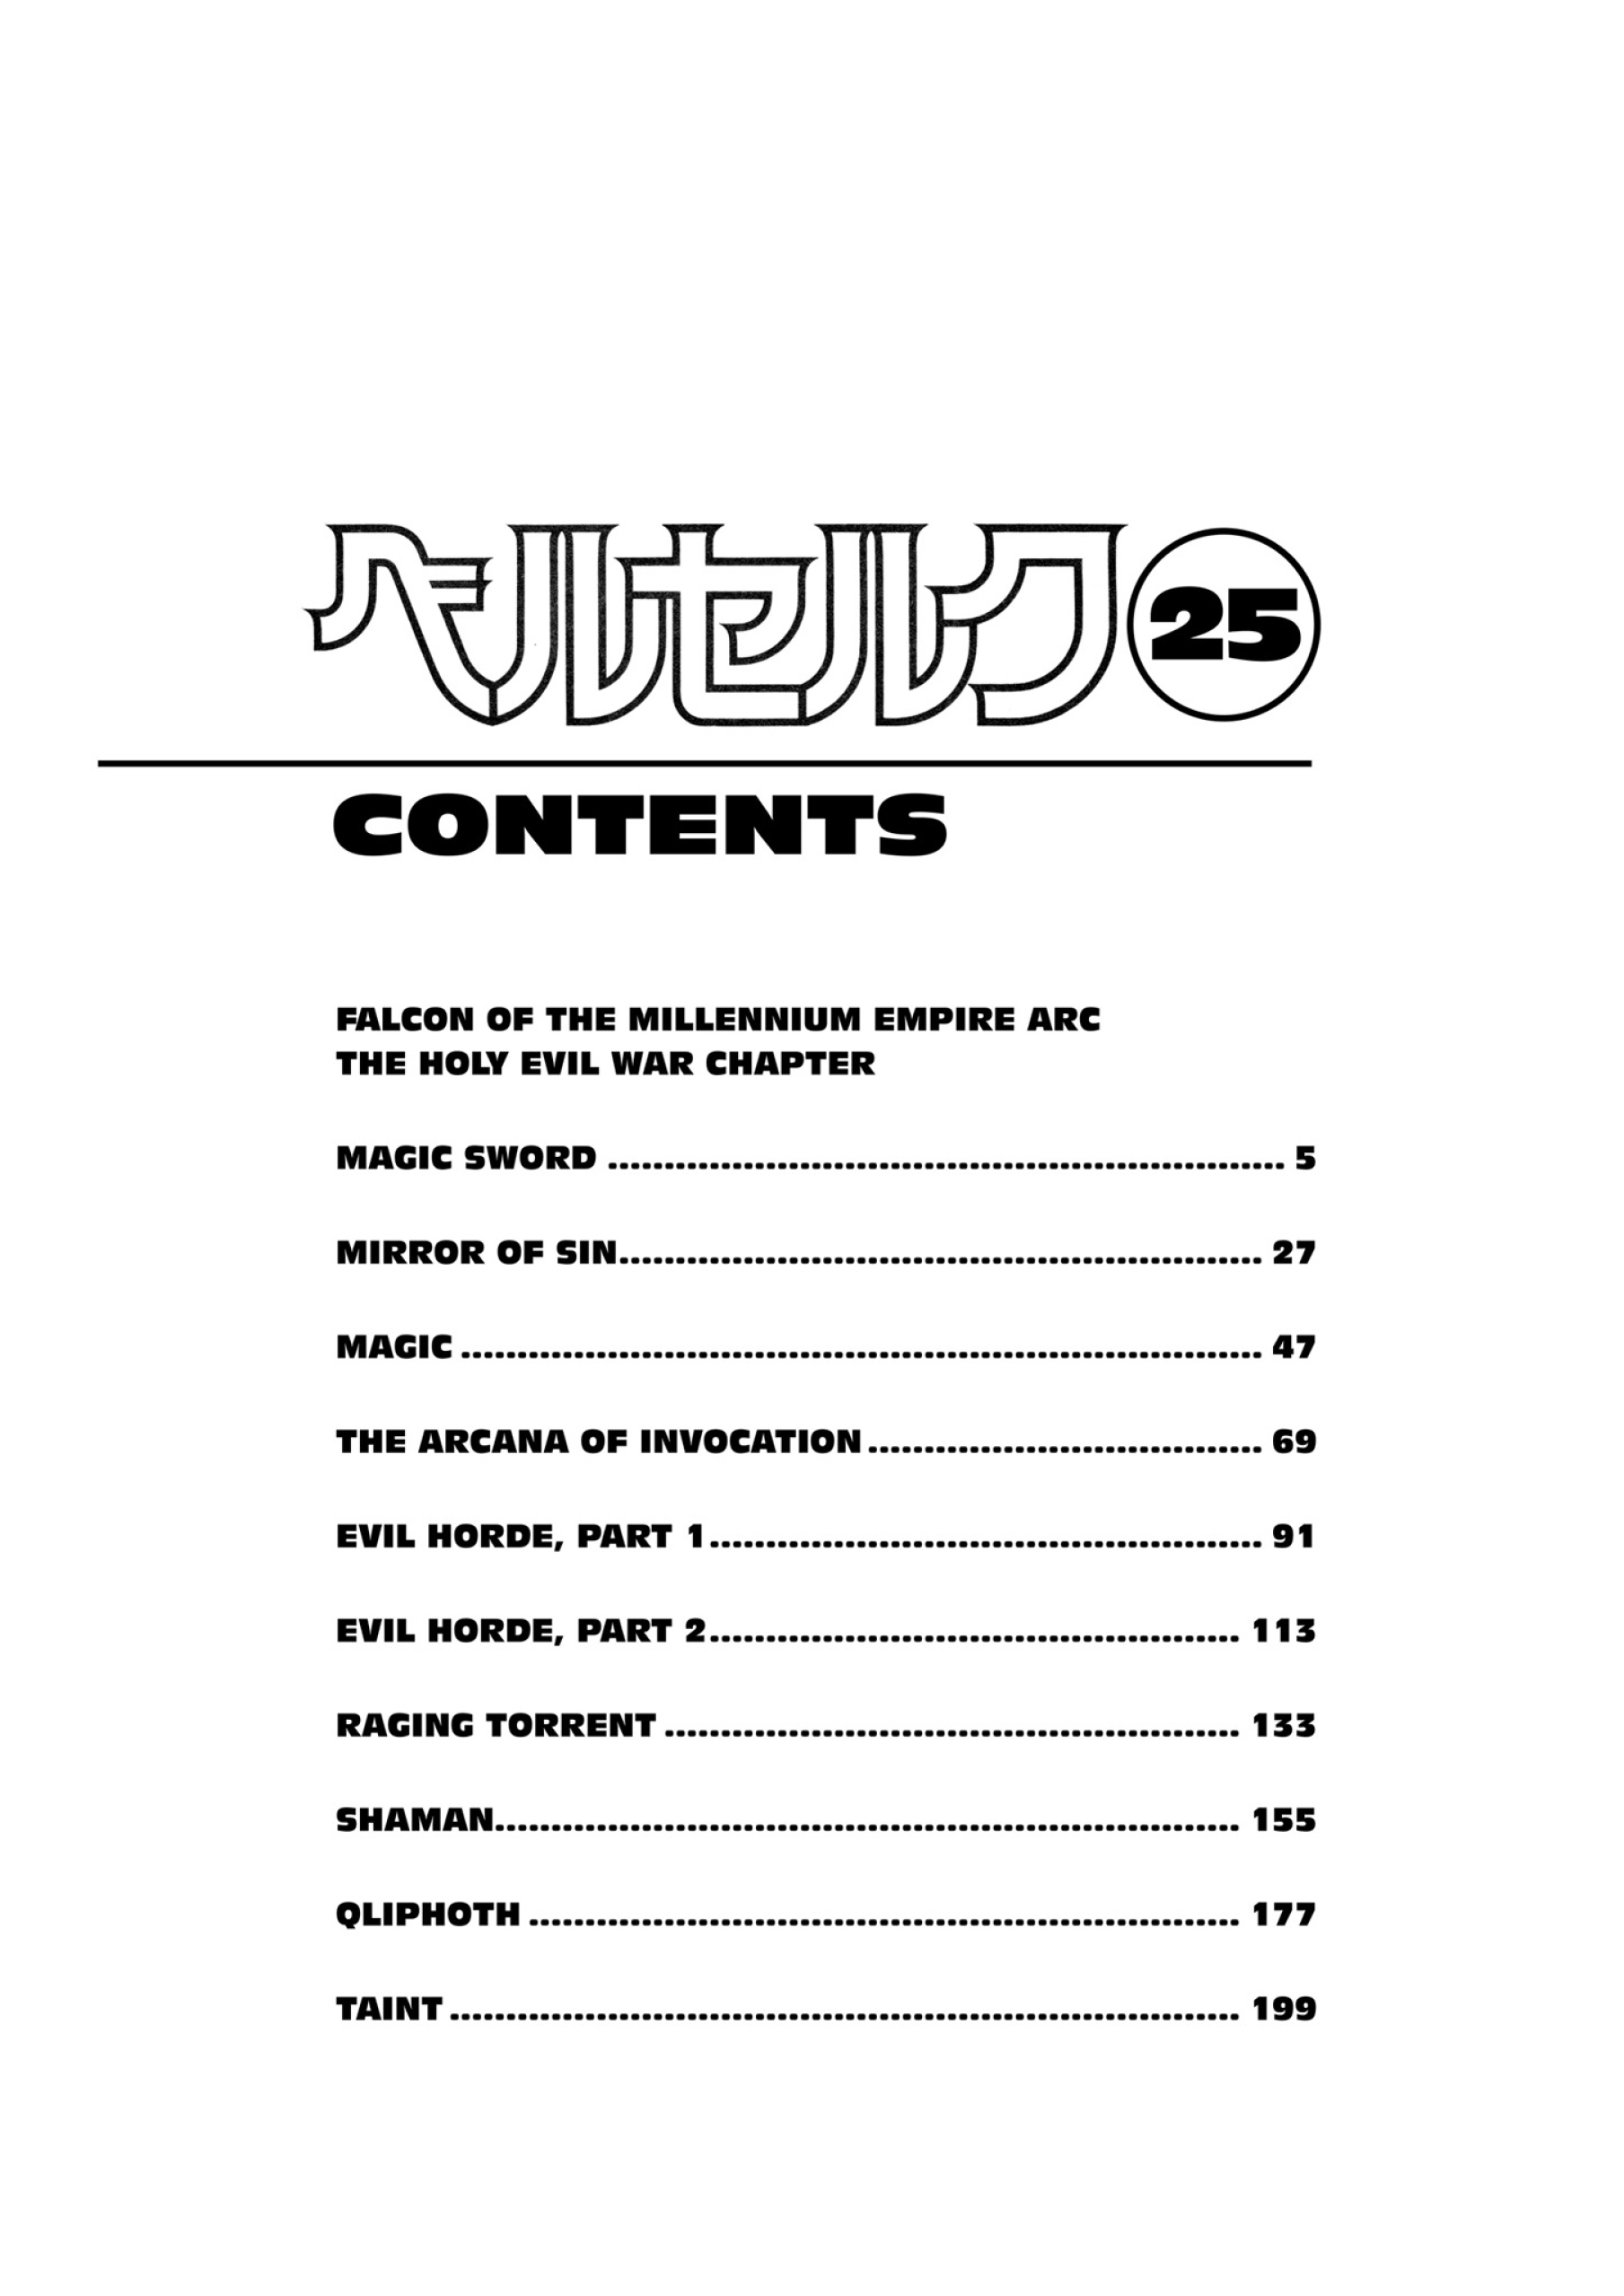 ベルセルク 25
CONTENTS
FALCON OF THE MILLENNIUM EMPIRE ARC
THE HOLY EVIL WAR CHAPTER
MAGIC SWORD 5
MIRROR OF SIN 27
MAGIC 47
THE ARCANA OF INVOCATION 69
EVIL HORDE, PART 1 91
EVIL HORDE, PART 2 113
RAGING TORRENT 133
SHAMAN 155
QLIPHOTH 177
TAINT 199